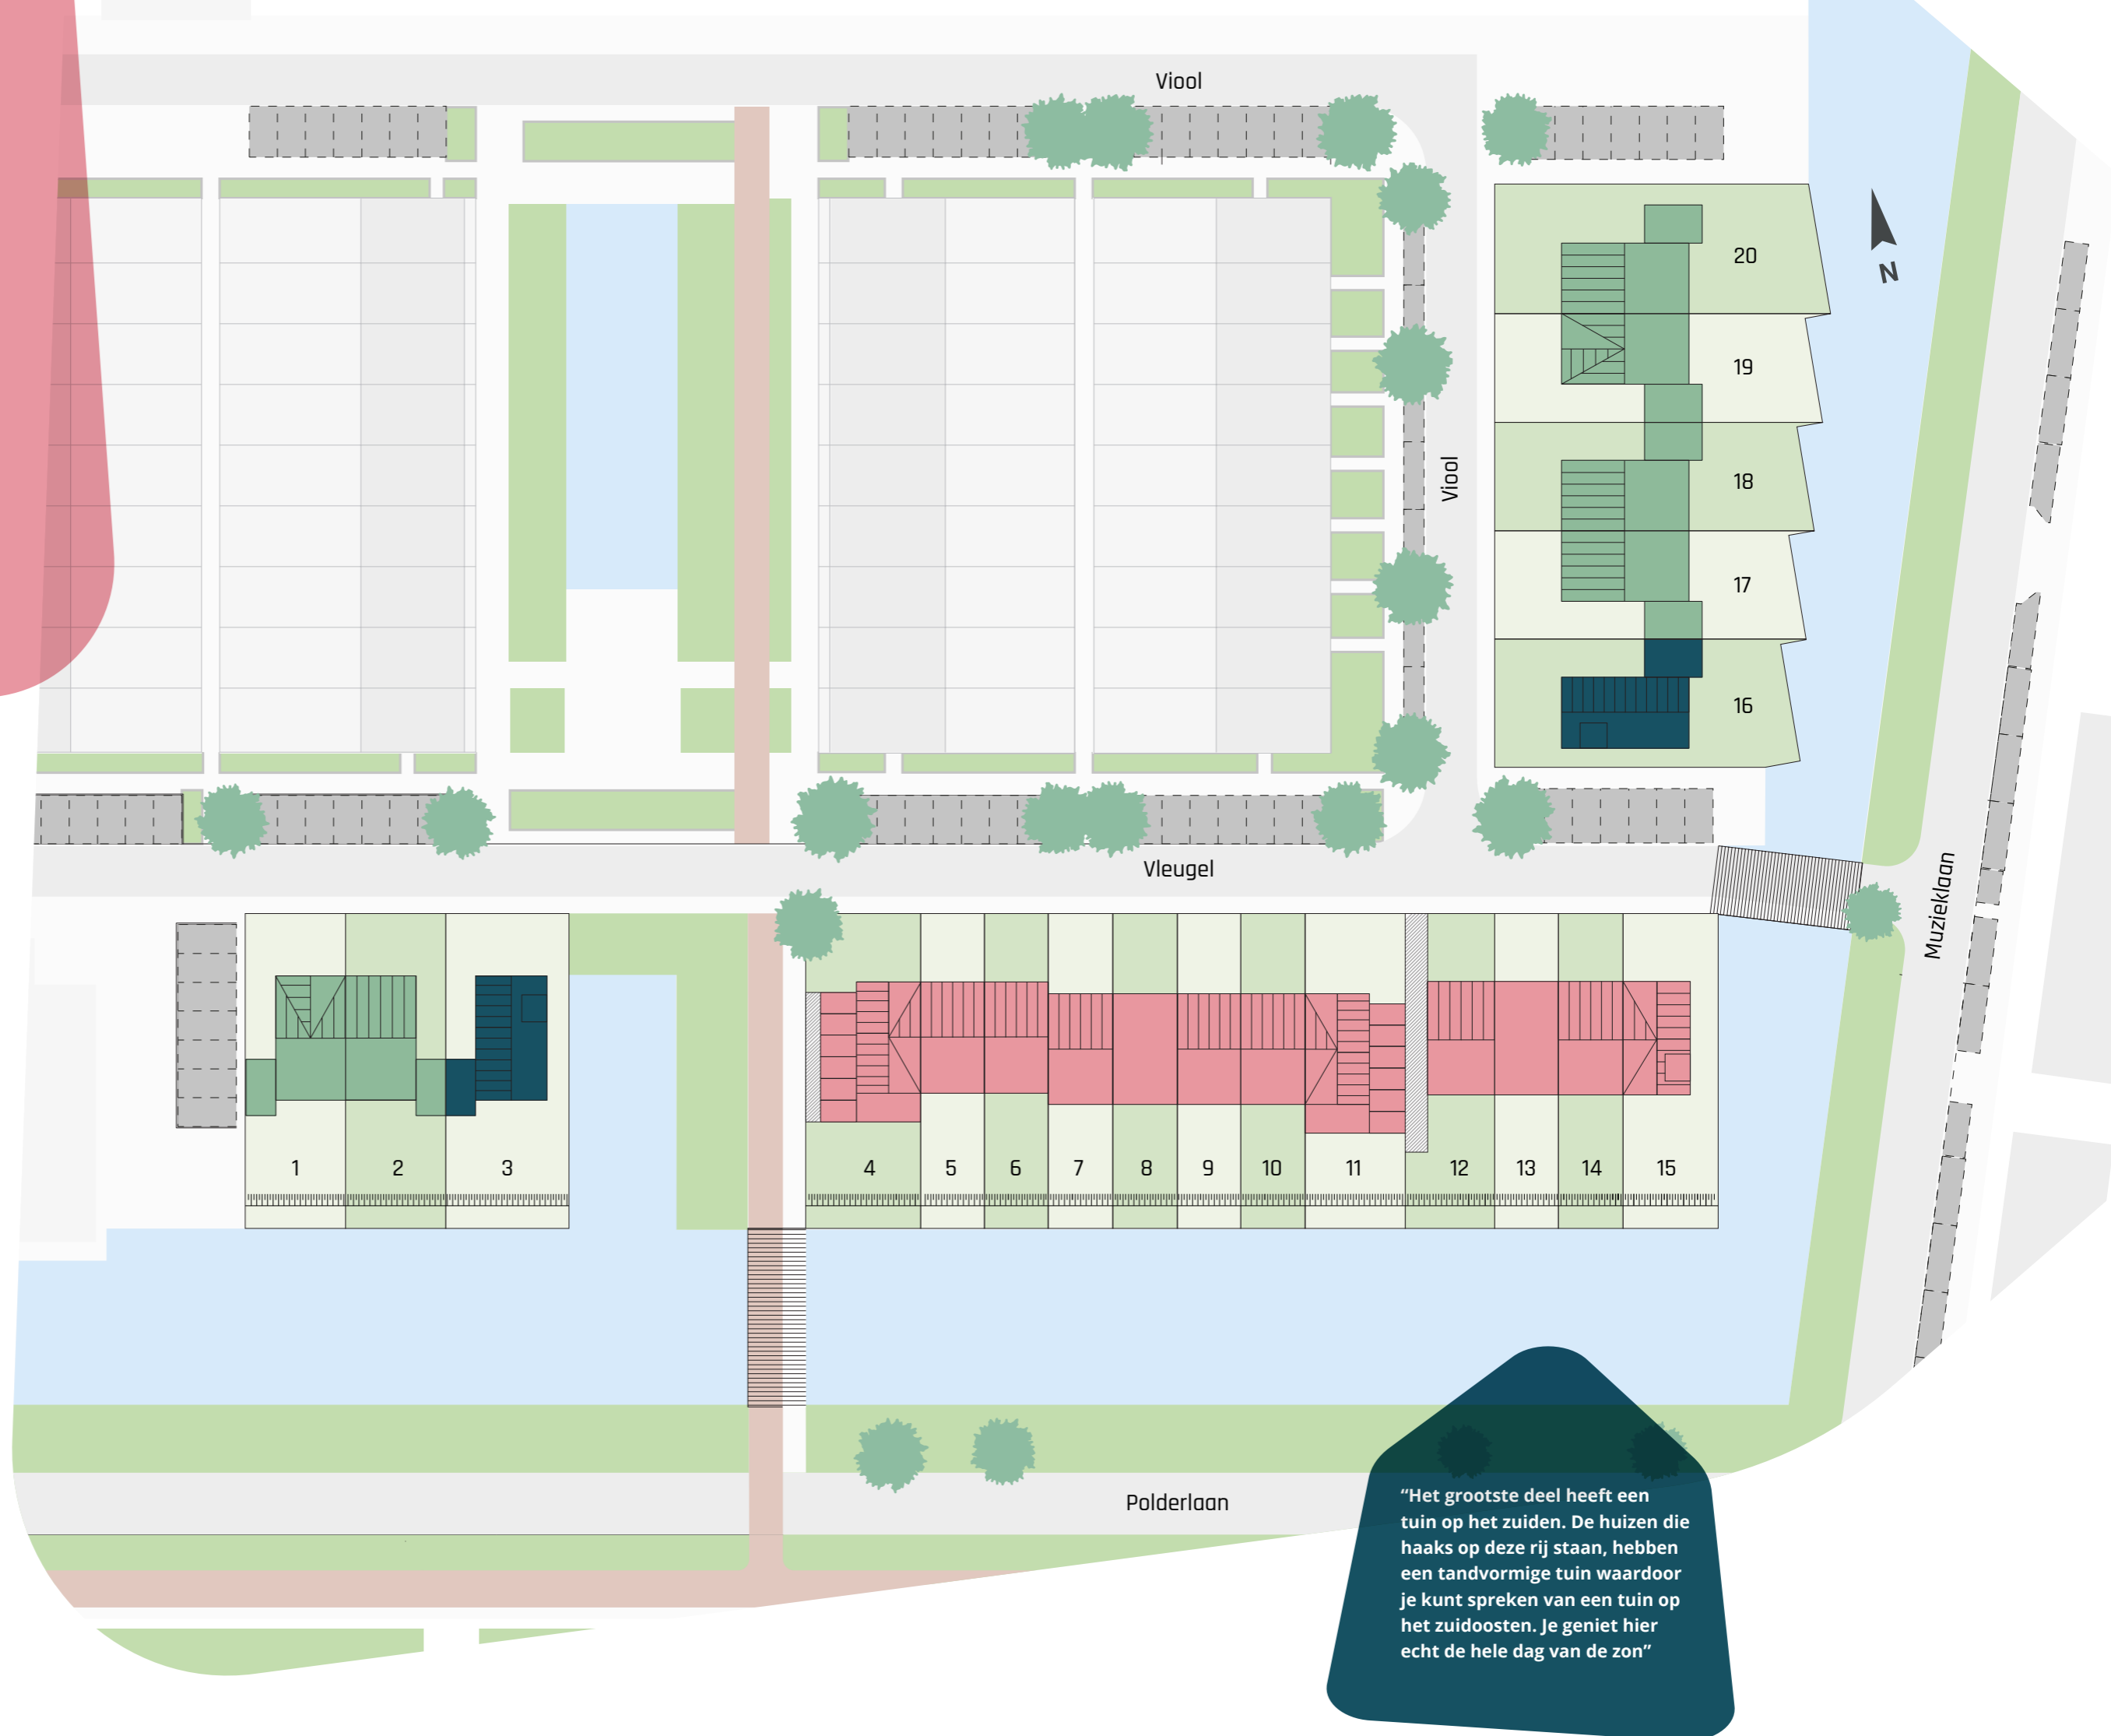 Viool
20
N
19
Viool
18
17
16
Vleugel
Muzieklaan
1
2
3
4
5
6
7
8
9
10
11
12
13
14
15
Polderlaan
“Het grootste deel heeft een
tuin op het zuiden. De huizen die
haaks op deze rij staan, hebben
een tandvormige tuin waardoor
je kunt spreken van een tuin op
het zuidoosten. Je geniet hier
echt de hele dag van de zon”